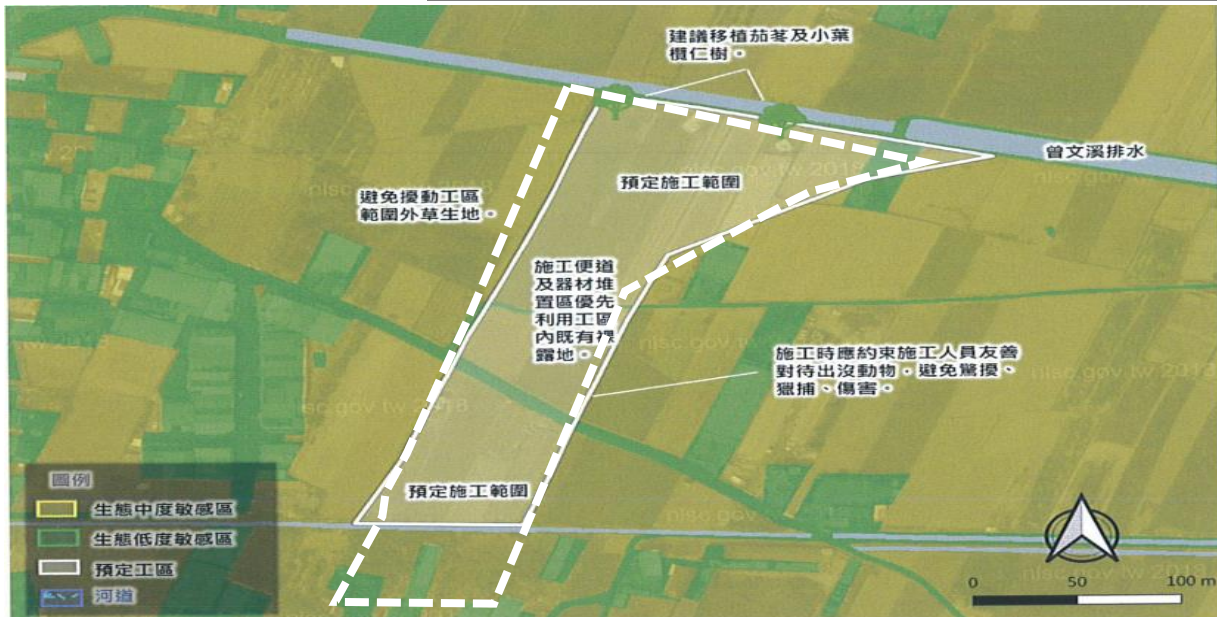 建議移植茄苳及小葉
欖仁樹。
曾文溪排水
預定施工範圍
避免擾動工區
範圍外草生地。
施工便道
及器材堆
置區優先
利用工區
內既有裸
露地。
施工時應約束施工人員友善
對待出沒動物，避免驚擾、
獵捕、傷害。
預定施工範圍
圖例
生態中度敏感區
生態低度敏感區
預定工區
河道
0 50 100 m
nlsc.gov.tw 2018